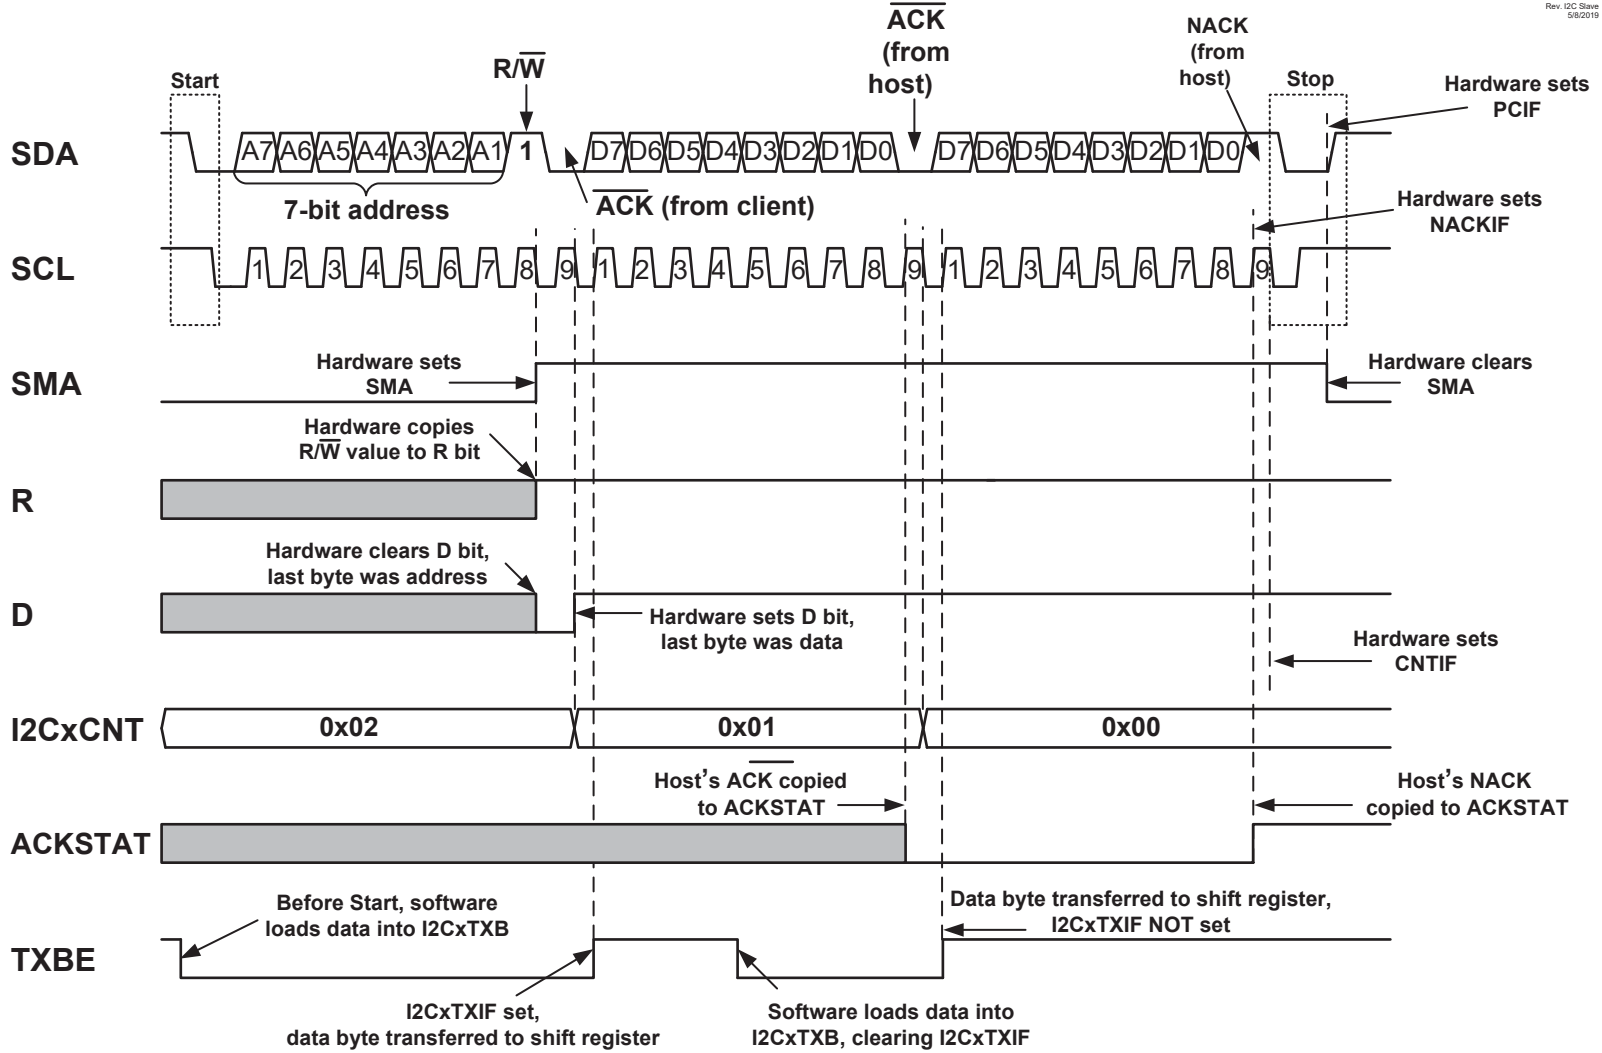 Rev. I2C Slave
5/8/2019
ACK
(from
host)
NACK
(from
host)
R/W
Start
Stop
Hardware sets
PCIF
SDA
A7 A6 A5 A4 A3 A2 A1 1 D7 D6 D5 D4 D3 D2 D1 D0 D7 D6 D5 D4 D3 D2 D1 D0
7-bit address
ACK (from client)
Hardware sets
NACKIF
SCL
1 2 3 4 5 6 7 8 9 1 2 3 4 5 6 7 8 9 1 2 3 4 5 6 7 8 9
SMA
Hardware sets
SMA
Hardware clears
SMA
Hardware copies
R/W value to R bit
R
Hardware clears D bit,
last byte was address
D
Hardware sets D bit,
last byte was data
Hardware sets
CNTIF
I2CxCNT
0x02
0x01
0x00
Host's ACK copied
to ACKSTAT
Host's NACK
copied to ACKSTAT
ACKSTAT
Before Start, software
loads data into I2CxTXB
Data byte transferred to shift register,
I2CxTXIF NOT set
TXBE
I2CxTXIF set,
data byte transferred to shift register
Software loads data into
I2CxTXB, clearing I2CxTXIF